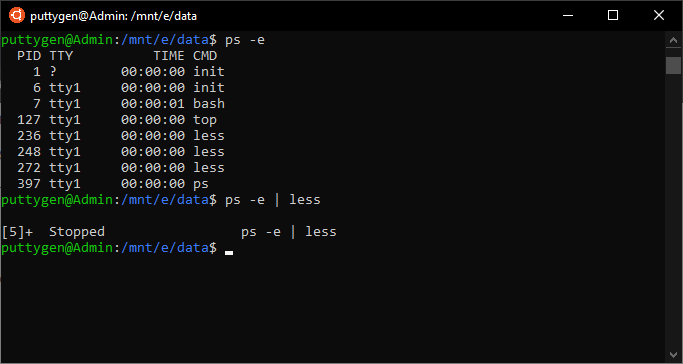 puttygen@Admin: /mnt/e/data
puttygen@Admin:/mnt/e/data$ ps -e
  PID TTY          TIME CMD
    1 ?        00:00:00 init
    6 tty1     00:00:00 init
    7 tty1     00:00:01 bash
  127 tty1     00:00:00 top
  236 tty1     00:00:00 less
  248 tty1     00:00:00 less
  272 tty1     00:00:00 less
  397 tty1     00:00:00 ps
puttygen@Admin:/mnt/e/data$ ps -e | less
[5]+  Stopped                 ps -e | less
puttygen@Admin:/mnt/e/data$